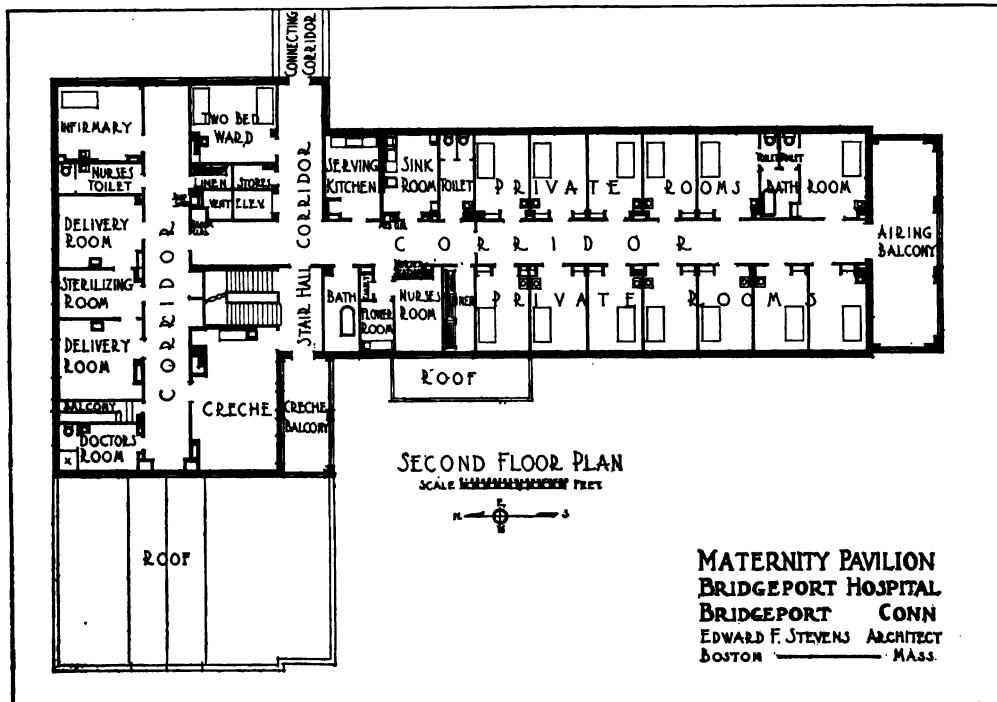 CONNECTING
CORRIDOR
INFIRMARY
TWO BED
WARD
NURSES
TOILET
LINEN
STORES
VENT
ELEV.
DELIVERY
ROOM
STERILIZING
ROOM
DELIVERY
ROOM
BALCONY
DOCTORS
ROOM
X
CORRIDOR
CRECHE
CRECHE
BALCONY
STAIR HALL
CORRIDOR
SERVING
KITCHEN
SINK
ROOM
TOILET
PRIVATE ROOMS
TOILET
TOILET
BATH ROOM
CORRIDOR
AIRING
BALCONY
BATH
FLOWER
ROOM
NURSES
ROOM
LINEN
PRIVATE ROOMS
ROOF
ROOF
SECOND FLOOR PLAN
SCALE FEET
E
N S
W
MATERNITY PAVILION
BRIDGEPORT HOSPITAL
BRIDGEPORT CONN
EDWARD F. STEVENS ARCHITECT
BOSTON MASS.